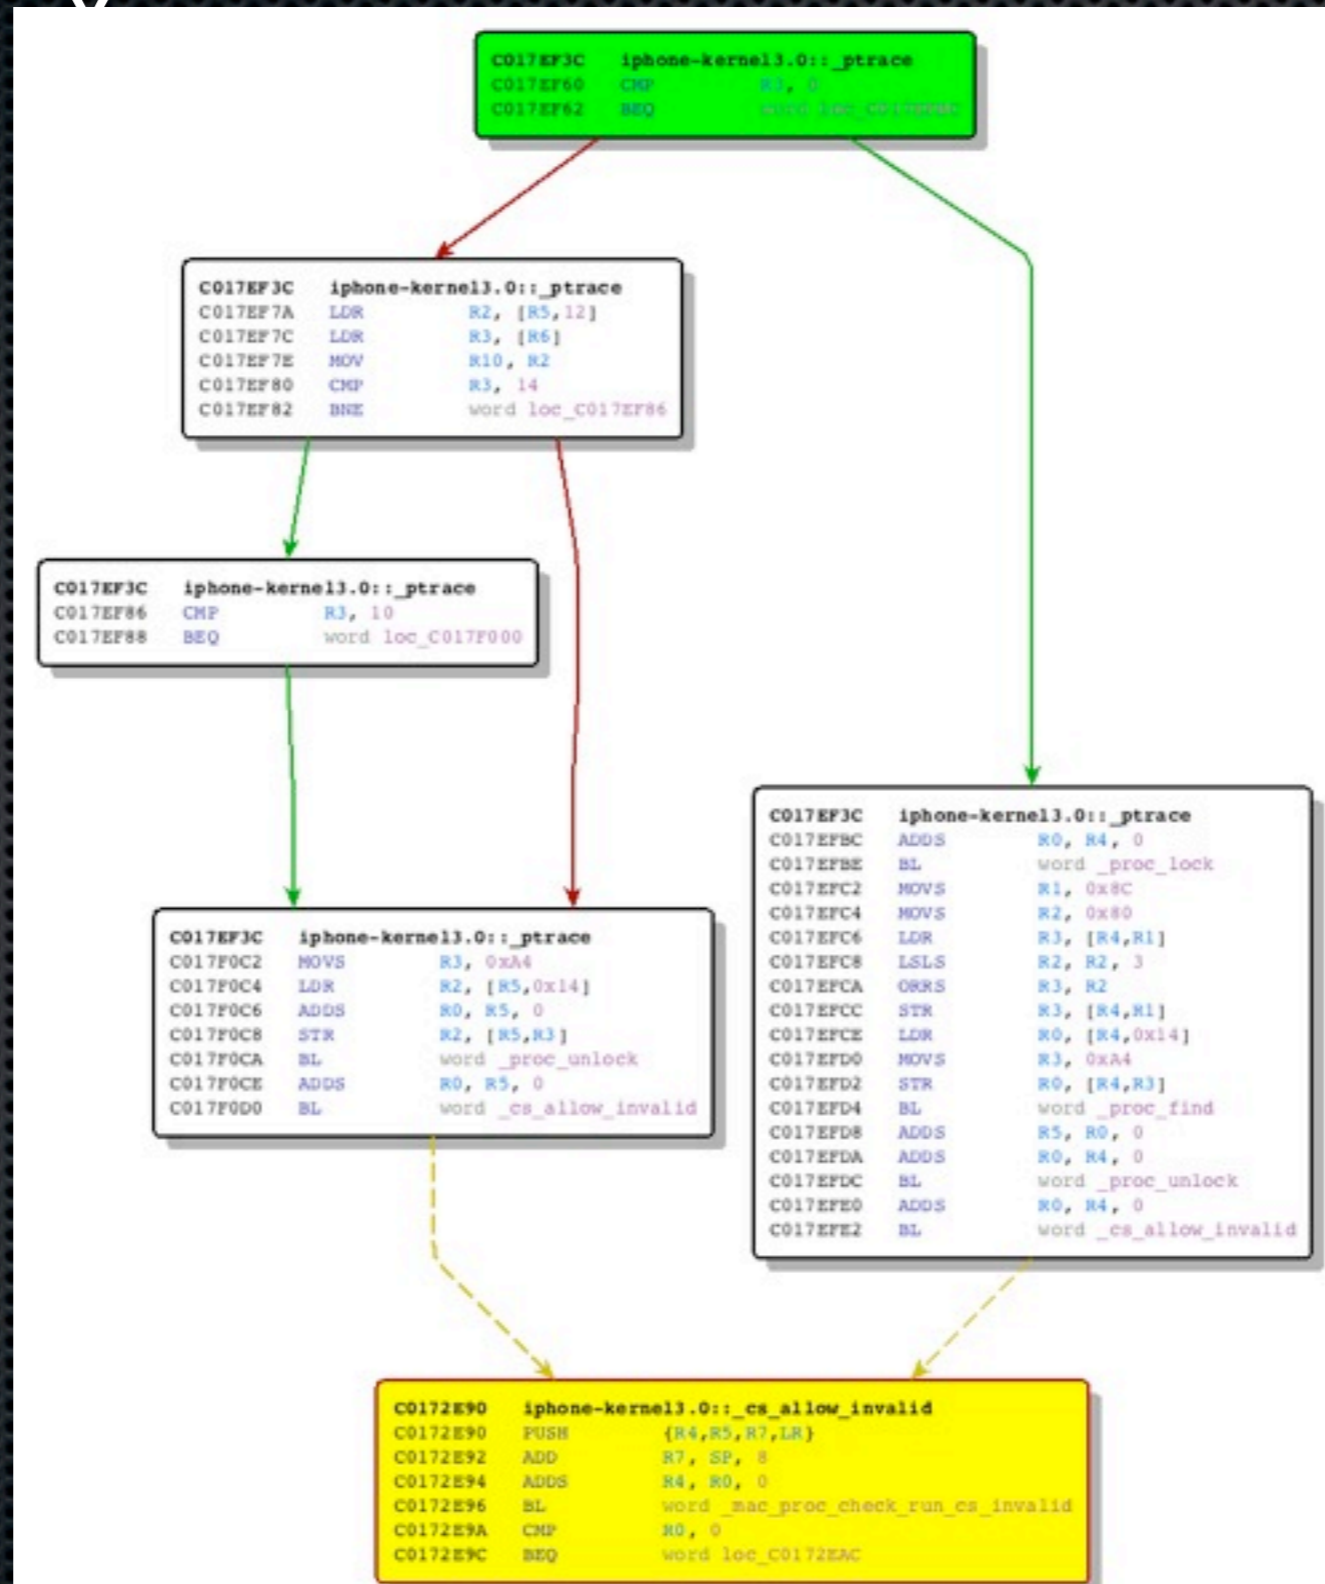 C017EF3C iphone-kernel3.0::_ptrace
C017EF60 CMP R3, 0
C017EF62 BEQ word loc_C017EFBC
C017EF3C iphone-kernel3.0::_ptrace
C017EF7A LDR R2, [R5,12]
C017EF7C LDR R3, [R6]
C017EF7E MOV R10, R2
C017EF80 CMP R3, 14
C017EF82 BNE word loc_C017EF86
C017EF3C iphone-kernel3.0::_ptrace
C017EF86 CMP R3, 10
C017EF88 BEQ word loc_C017F000
C017EF3C iphone-kernel3.0::_ptrace
C017EFBC ADDS R0, R4, 0
C017EFBE BL word _proc_lock
C017EFC2 MOVS R1, 0x8C
C017EFC4 MOVS R2, 0x80
C017EFC6 LDR R3, [R4,R1]
C017EFC8 LSLS R2, R2, 3
C017EFCA ORRS R3, R2
C017EFCC STR R3, [R4,R1]
C017EFCE LDR R0, [R4,0x14]
C017EFD0 MOVS R3, 0xA4
C017EFD2 STR R0, [R4,R3]
C017EFD4 BL word _proc_find
C017EFD8 ADDS R5, R0, 0
C017EFDA ADDS R0, R4, 0
C017EFDC BL word _proc_unlock
C017EFE0 ADDS R0, R4, 0
C017EFE2 BL word _cs_allow_invalid
C017EF3C iphone-kernel3.0::_ptrace
C017F0C2 MOVS R3, 0xA4
C017F0C4 LDR R2, [R5,0x14]
C017F0C6 ADDS R0, R5, 0
C017F0C8 STR R2, [R5,R3]
C017F0CA BL word _proc_unlock
C017F0CE ADDS R0, R5, 0
C017F0D0 BL word _cs_allow_invalid
C0172E90 iphone-kernel3.0::_cs_allow_invalid
C0172E90 PUSH {R4,R5,R7,LR}
C0172E92 ADD R7, SP, 8
C0172E94 ADDS R4, R0, 0
C0172E96 BL word _mac_proc_check_run_cs_invalid
C0172E9A CMP R0, 0
C0172E9C BEQ word loc_C0172EAC